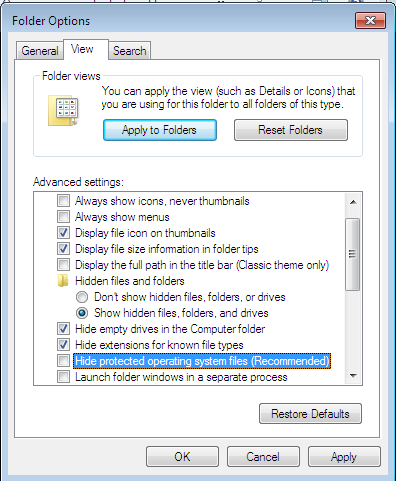 Folder Options
General
View
Search
Folder views
You can apply the view (such as Details or Icons) that
you are using for this folder to all folders of this type.
Apply to Folders
Reset Folders
Advanced settings:
Always show icons, never thumbnails
Always show menus
Display file icon on thumbnails
Display file size information in folder tips
Display the full path in the title bar (Classic theme only)
Hidden files and folders
Don't show hidden files, folders, or drives
Show hidden files, folders, and drives
Hide empty drives in the Computer folder
Hide extensions for known file types
Hide protected operating system files (Recommended)
Launch folder windows in a separate process
Restore Defaults
OK
Cancel
Apply